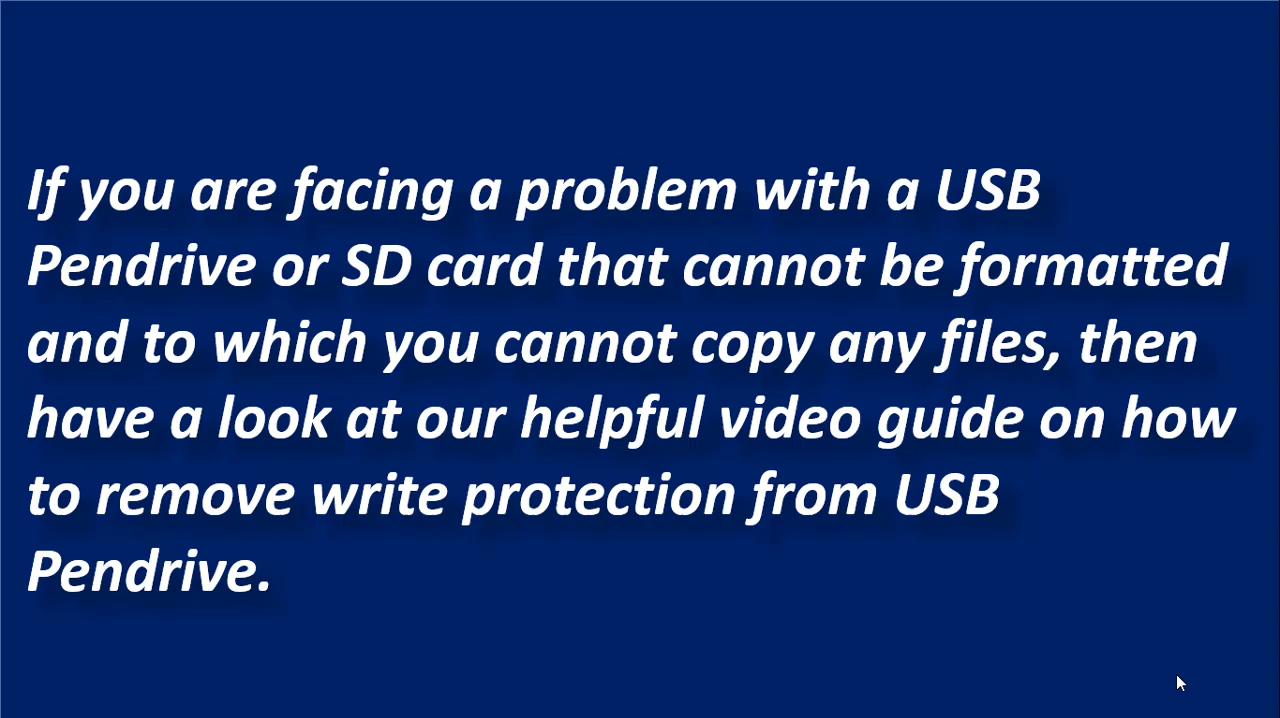 If you are facing a problem with a USB
Pendrive or SD card that cannot be formatted
and to which you cannot copy any files, then
have a look at our helpful video guide on how
to remove write protection from USB
Pendrive.